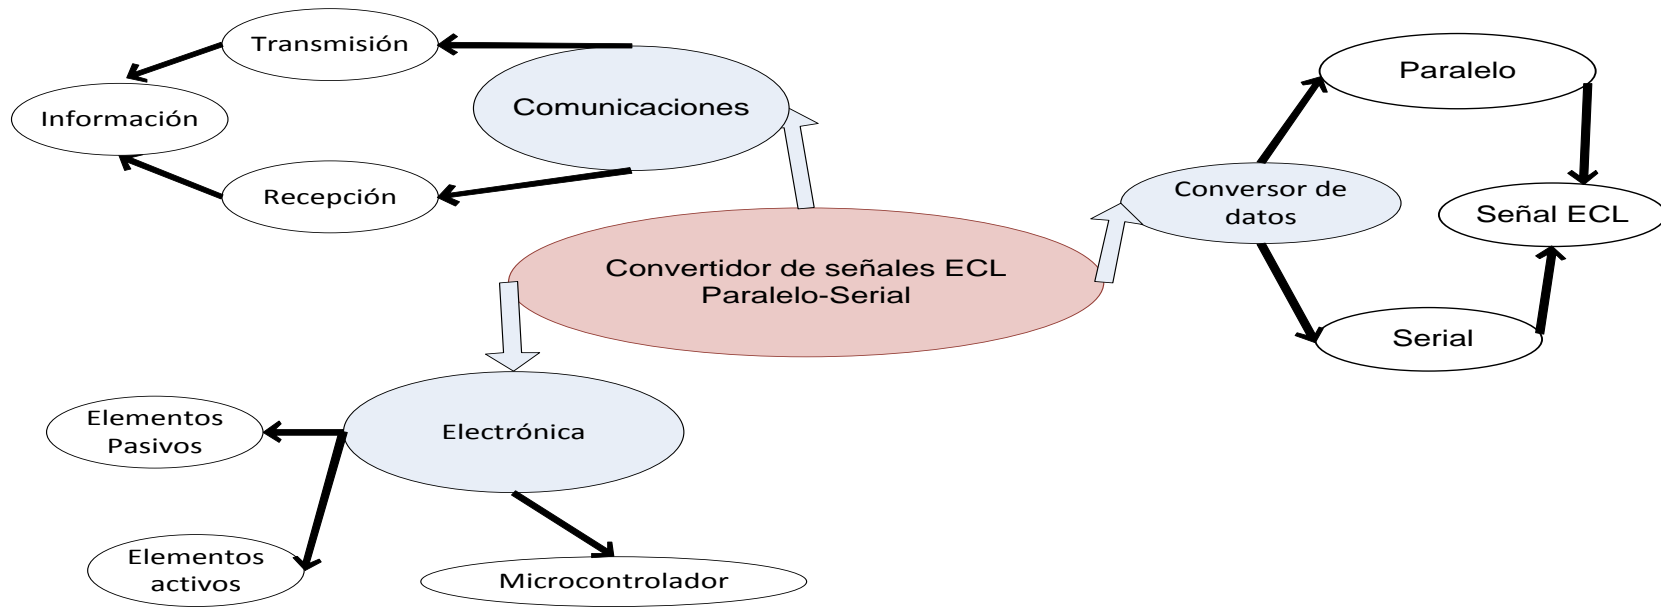 Transmisión
Información
Recepción
Comunicaciones
Paralelo
Conversor de
datos
Señal ECL
Serial
Convertidor de señales ECL
Paralelo-Serial
Electrónica
Elementos
Pasivos
Elementos
activos
Microcontrolador